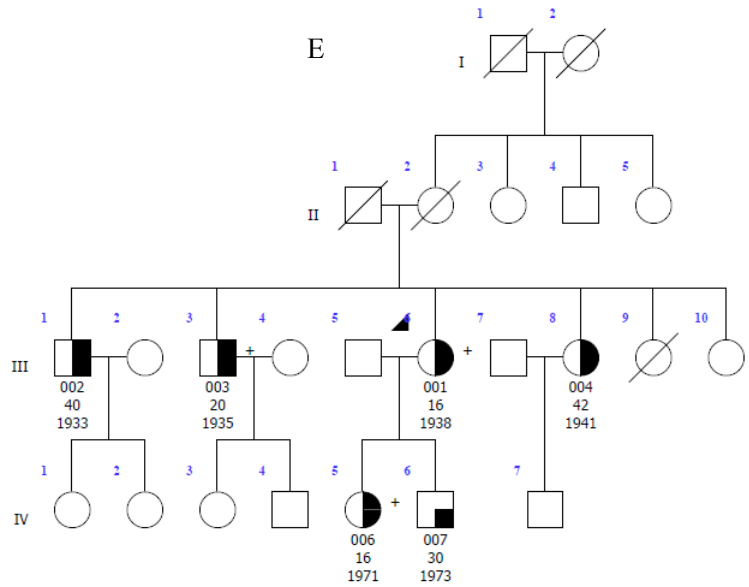 1 2
E
I
1 2 3 4 5
II
1 2 3 4 5 6 7 8 9 10
+ +
III
002 003 001 004
40 20 16 42
1933 1935 1938 1941
1 2 3 4 5 6 7
+
IV
006 007
16 30
1971 1973